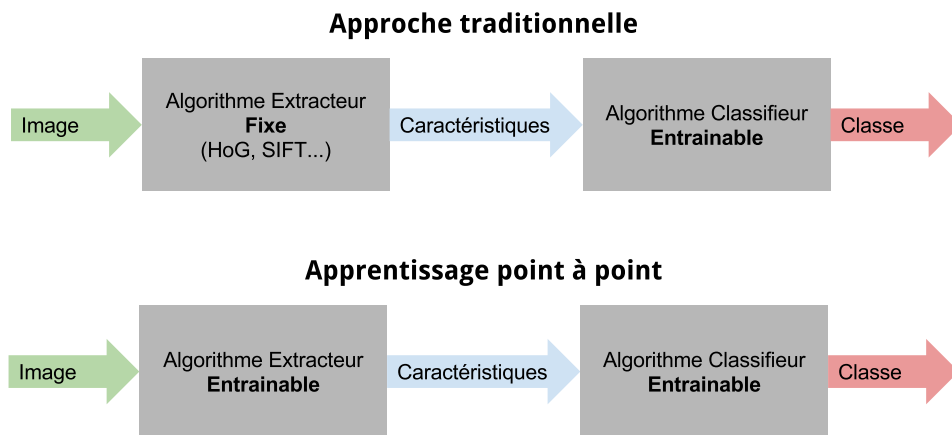 Approche traditionnelle
Image
Algorithme Extracteur
Fixe
(HoG, SIFT...)
Caractéristiques
Algorithme Classifieur
Entrainable
Classe
Apprentissage point à point
Image
Algorithme Extracteur
Entrainable
Caractéristiques
Algorithme Classifieur
Entrainable
Classe